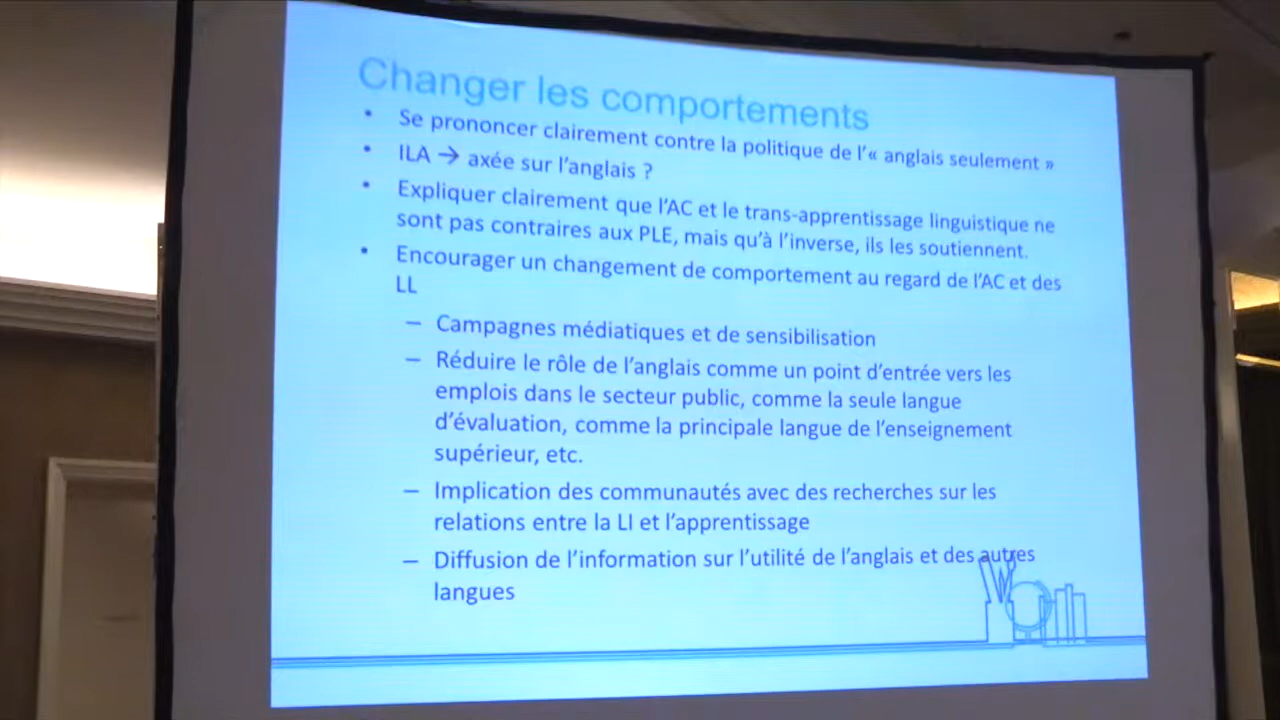 Changer les comportements
• Se prononcer clairement contre la politique de l'« anglais seulement »
• ILA → axée sur l'anglais ?
• Expliquer clairement que l'AC et le trans-apprentissage linguistique ne
sont pas contraires aux PLE, mais qu'à l'inverse, ils les soutiennent.
• Encourager un changement de comportement au regard de l'AC et des
LL
– Campagnes médiatiques et de sensibilisation
– Réduire le rôle de l'anglais comme un point d'entrée vers les
emplois dans le secteur public, comme la seule langue
d'évaluation, comme la principale langue de l'enseignement
supérieur, etc.
– Implication des communautés avec des recherches sur les
relations entre la LI et l'apprentissage
– Diffusion de l'information sur l'utilité de l'anglais et des autres
langues